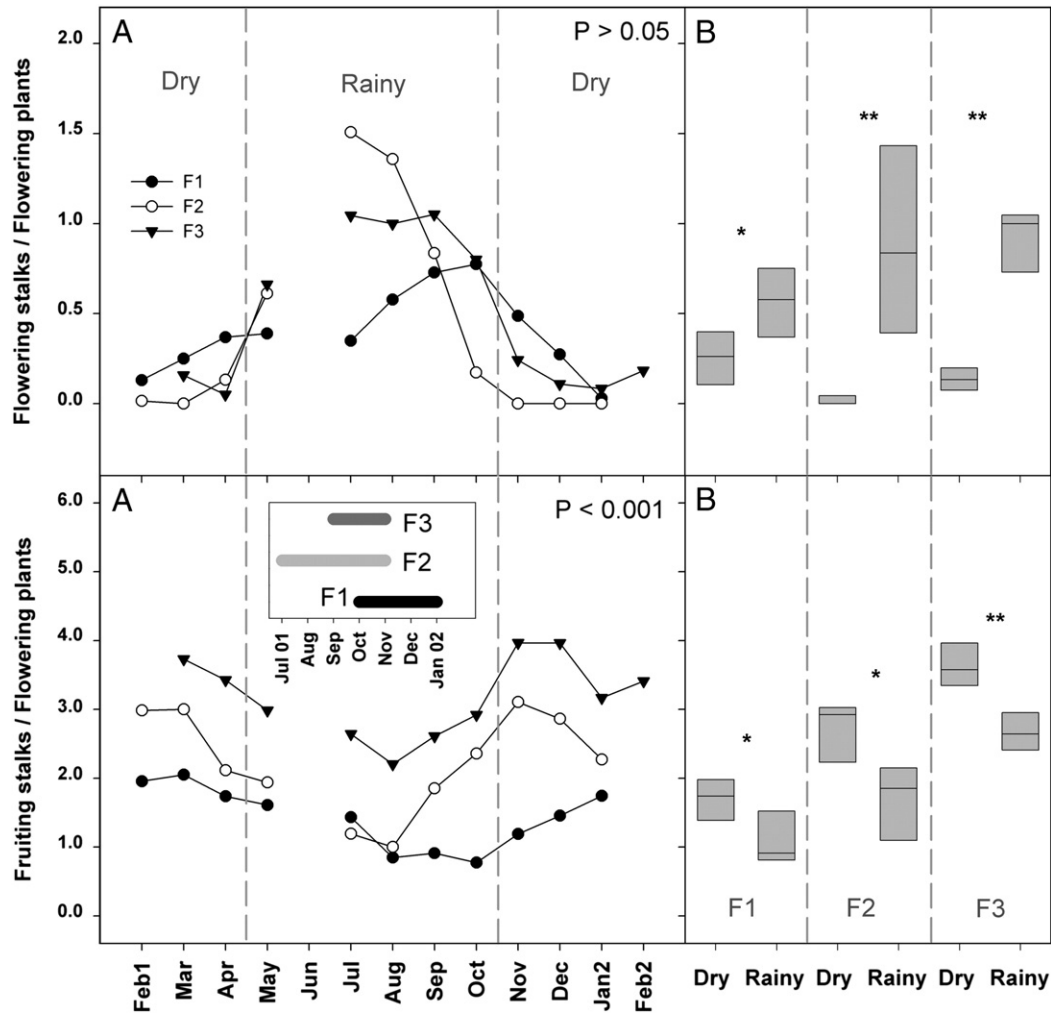 A
P > 0.05
B
2.0
1.5
1.0
0.5
0.0
Flowering stalks / Flowering plants
Dry
Rainy
Dry
F1
F2
F3
*
**
**
A
P < 0.001
B
6.0
5.0
4.0
3.0
2.0
1.0
0.0
Fruiting stalks / Flowering plants
F3
F2
F1
Jul 01
Aug
Sep
Oct
Nov
Dec
Jan 02
*
*
**
F1
F2
F3
Feb1
Mar
Apr
May
Jun
Jul
Aug
Sep
Oct
Nov
Dec
Jan2
Feb2
Dry
Rainy
Dry
Rainy
Dry
Rainy